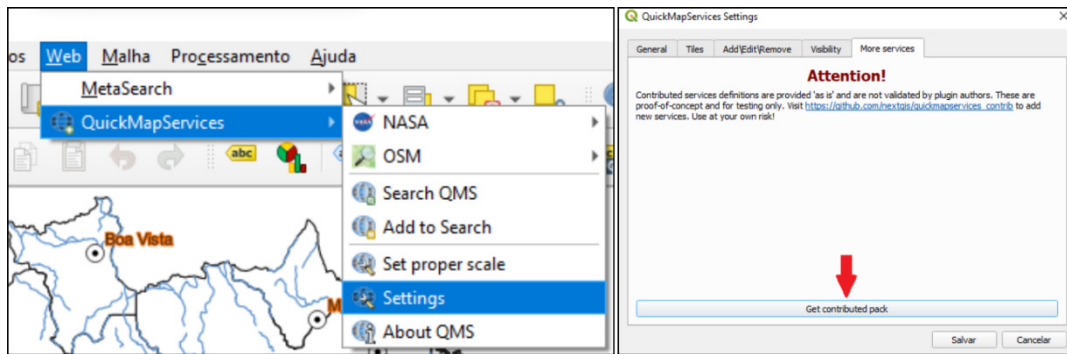 os Web Malha Processamento Ajuda
MetaSearch
QuickMapServices
NASA
OSM
Search QMS
Add to Search
Set proper scale
Settings
About QMS
abc
Boa Vista
M
QuickMapServices Settings
General Tiles Add\Edit\Remove Visbility More services
Attention!
Contributed services definitions are provided 'as is' and are not validated by plugin authors. These are
proof-of-concept and for testing only. Visit https://github.com/nextgis/quickmapservices_contrib to add
new services. Use at your own risk!
Get contributed pack
Salvar Cancelar